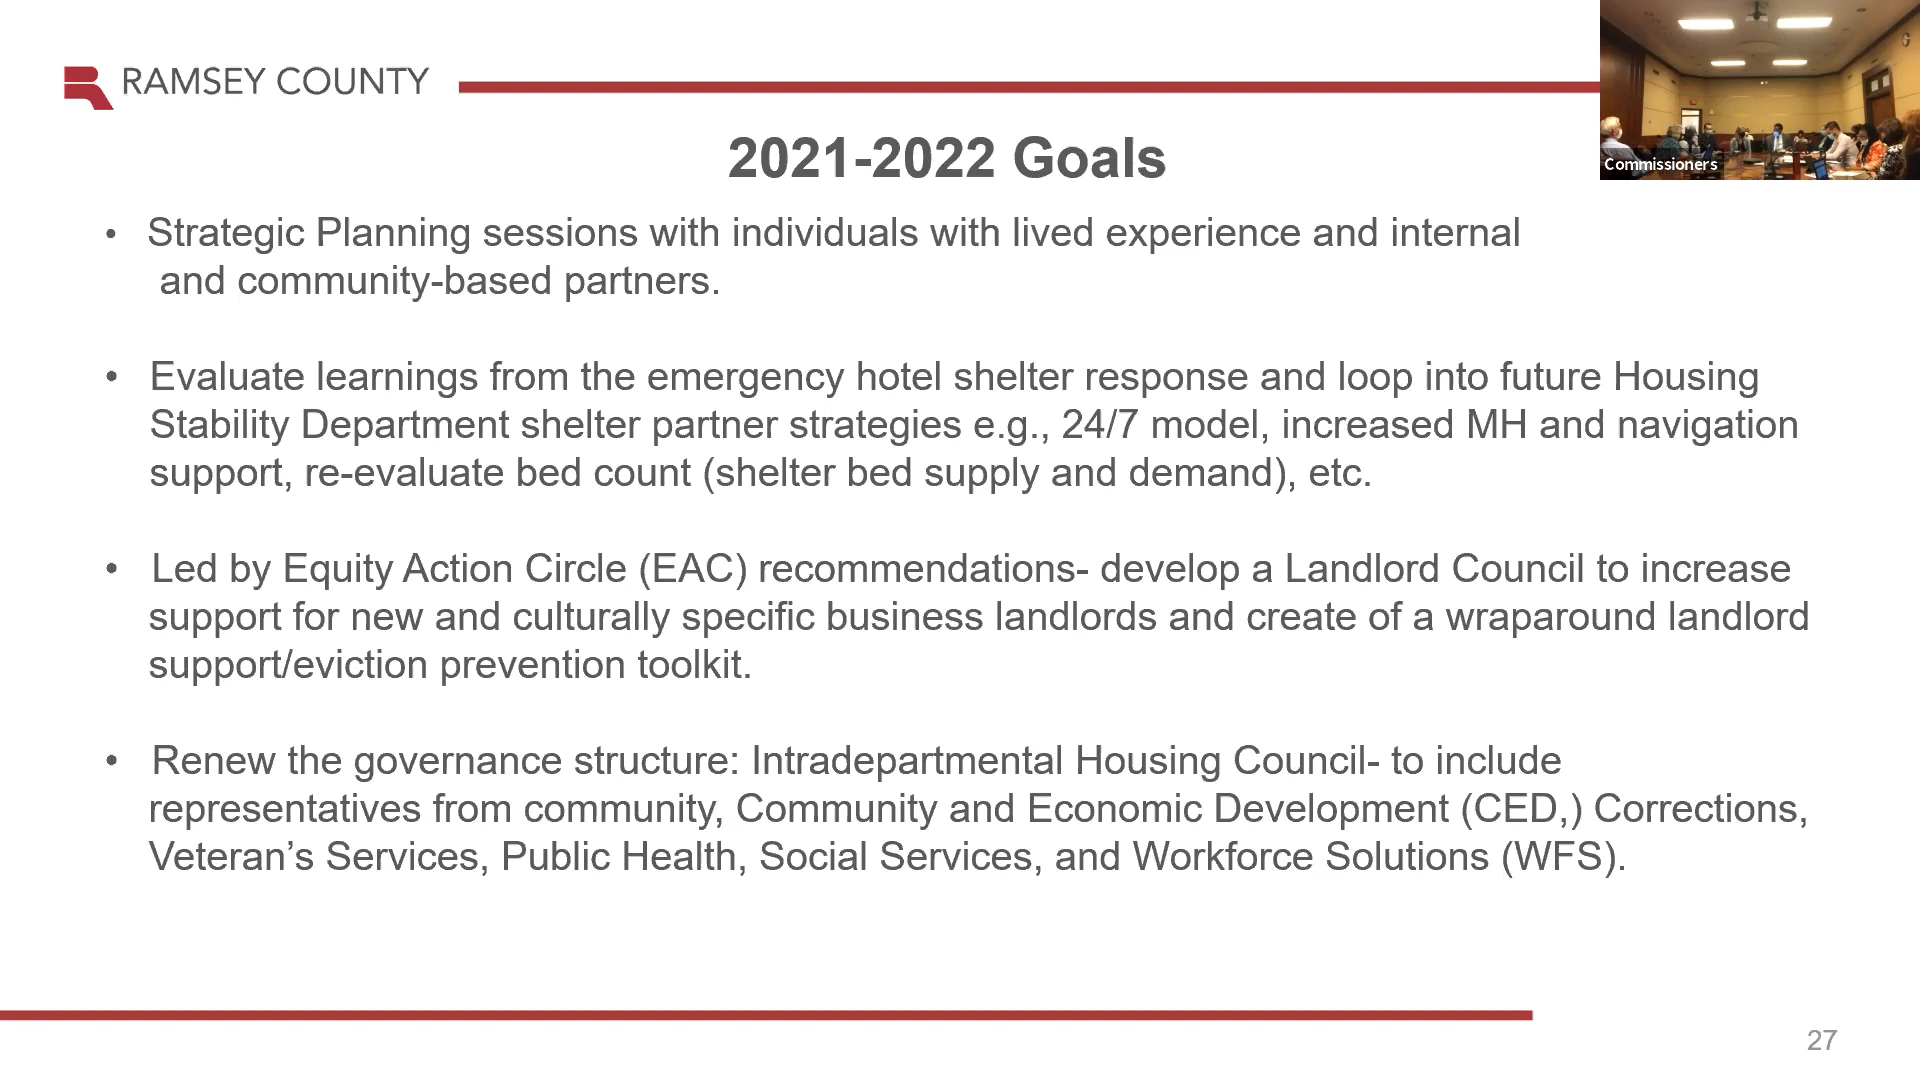 RAMSEY COUNTY
Commissioners
2021-2022 Goals
• Strategic Planning sessions with individuals with lived experience and internal
and community-based partners.
• Evaluate learnings from the emergency hotel shelter response and loop into future Housing
Stability Department shelter partner strategies e.g., 24/7 model, increased MH and navigation
support, re-evaluate bed count (shelter bed supply and demand), etc.
• Led by Equity Action Circle (EAC) recommendations- develop a Landlord Council to increase
support for new and culturally specific business landlords and create of a wraparound landlord
support/eviction prevention toolkit.
• Renew the governance structure: Intradepartmental Housing Council- to include
representatives from community, Community and Economic Development (CED,) Corrections,
Veteran’s Services, Public Health, Social Services, and Workforce Solutions (WFS).
27